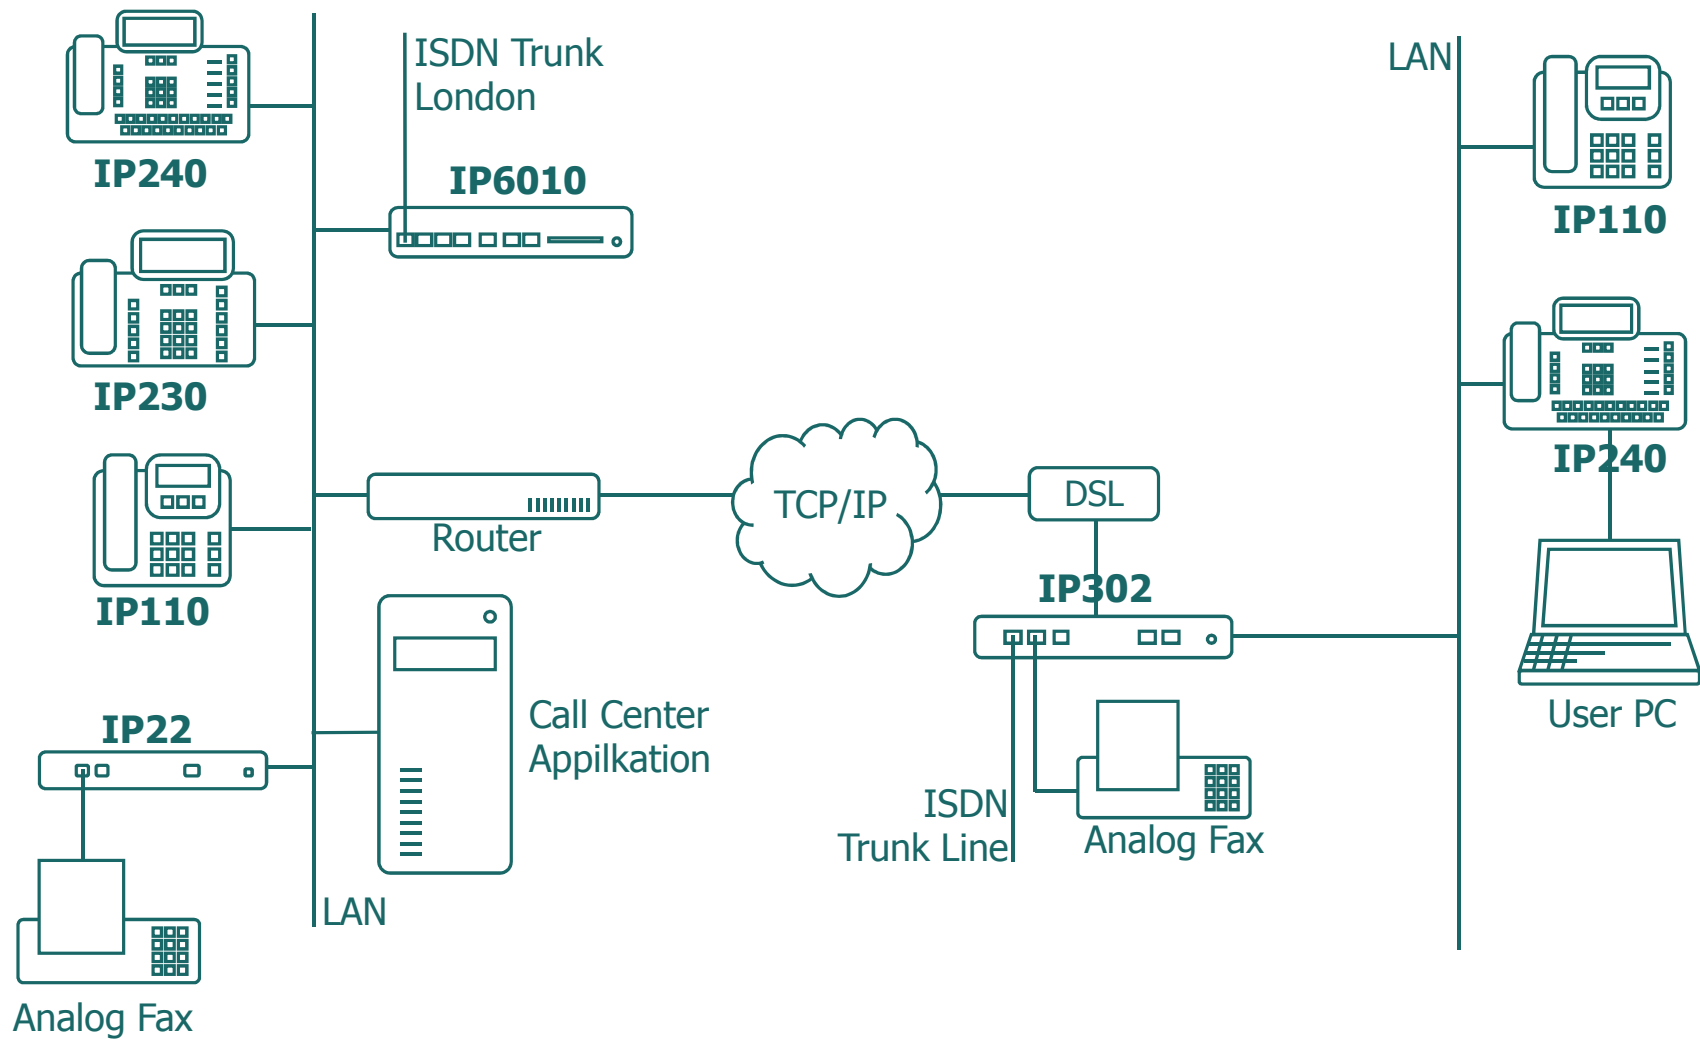 ISDN Trunk
London
LAN
IP240
IP6010
IP110
IP230
IP240
TCP/IP
DSL
Router
IP302
IP110
IP22
Call Center
Appilkation
User PC
ISDN
Trunk Line
Analog Fax
LAN
Analog Fax